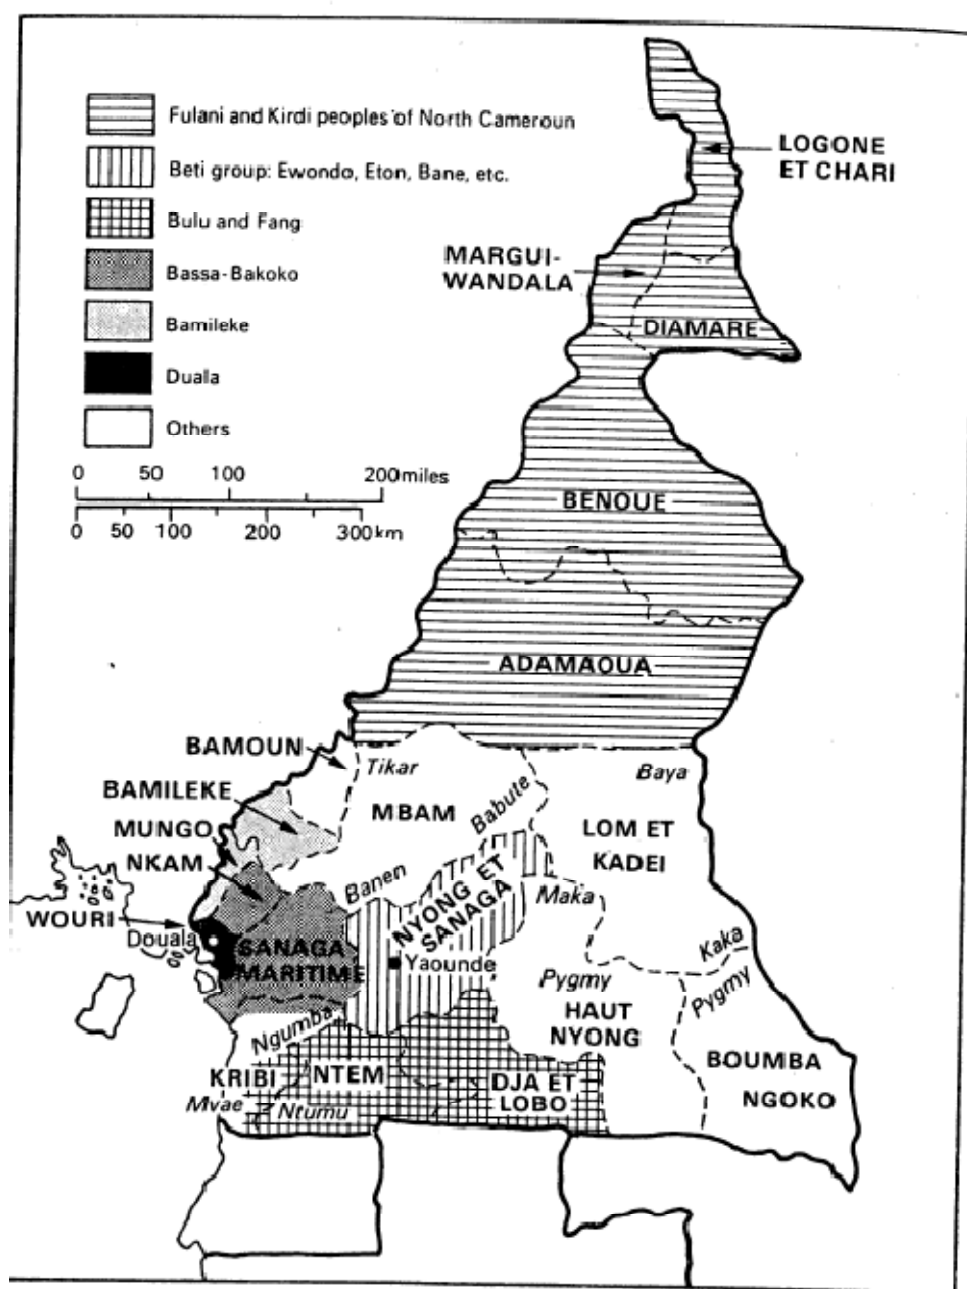 Fulani and Kirdi peoples of North Cameroun
Beti group: Ewondo, Eton, Bane, etc.
Bulu and Fang
Bassa-Bakoko
Bamileke
Duala
Others
0 50 100 200 miles
0 50 100 200 300 km
LOGONE
ET CHARI
MARGUI-
WANDALA
DIAMARE
BENOUE
ADAMAOUA
BAMOUN
Tikar
Baya
BAMILEKE
MBAM
Babute
MUNGO
LOM ET
KADEI
NKAM
Banen
NYONG ET
SANAGA
Maka
WOURI
Douala
SANAGA
MARITIME
Yaounde
Kaka
Pygmy
Pygmy
HAUT
NYONG
Ngumba
BOUMBA
NGOKO
KRIBI
NTEM
DJA ET
LOBO
Mvae
Ntumu